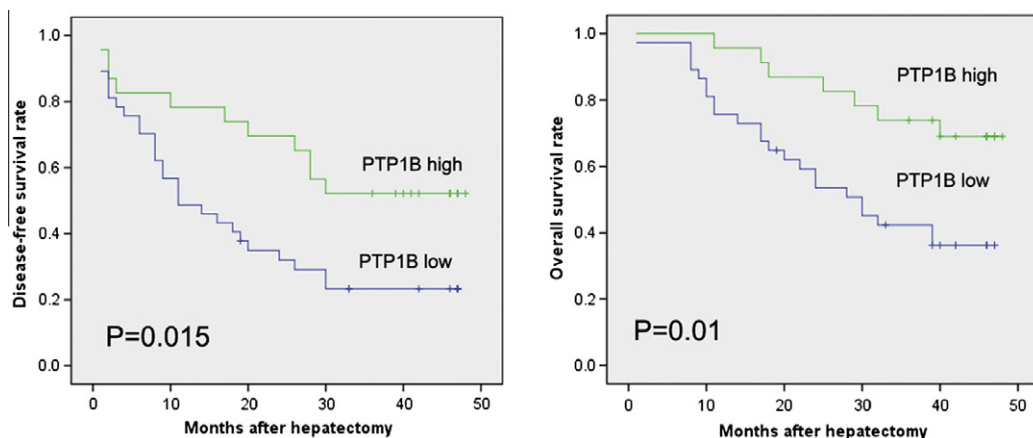 Disease-free survival rate
1.0
0.8
0.6
0.4
0.2
0.0
PTP1B high
PTP1B low
P=0.015
0 10 20 30 40 50
Months after hepatectomy
Overall survival rate
1.0
0.8
0.6
0.4
0.2
0.0
PTP1B high
PTP1B low
P=0.01
0 10 20 30 40 50
Months after hepatectomy